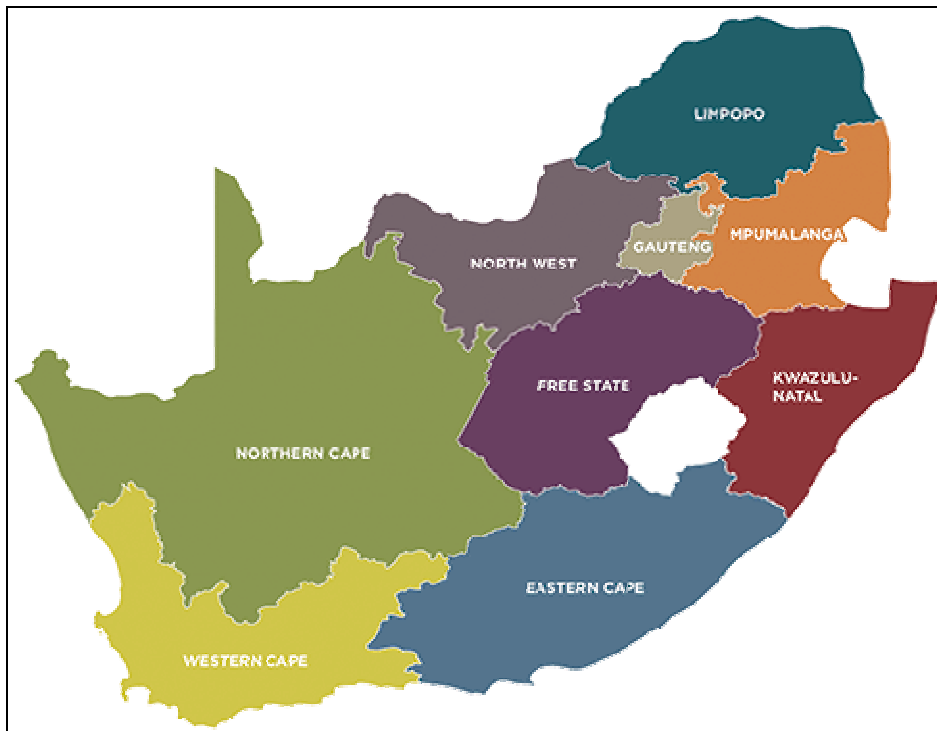 LIMPOPO
MPUMALANGA
GAUTENG
NORTH WEST
FREE STATE
KWAZULU-
NATAL
NORTHERN CAPE
EASTERN CAPE
WESTERN CAPE